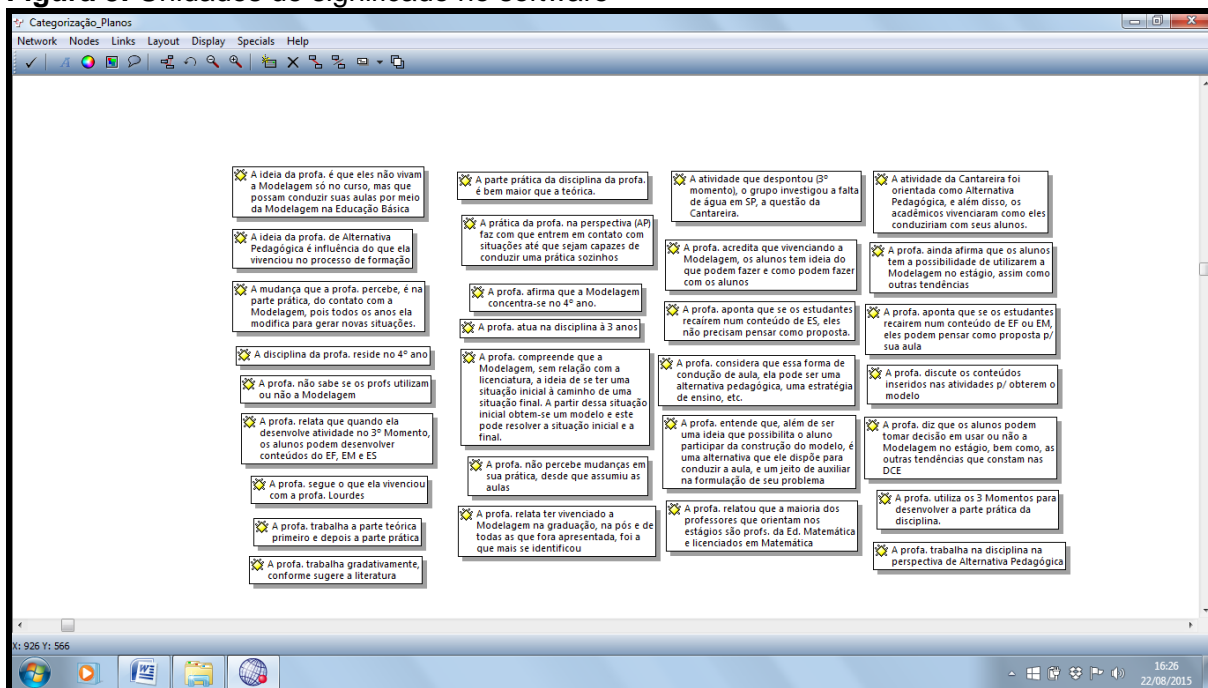 Figura 3: Unidades de significado no software
Categorização_Planos
Network Nodes Links Layout Display Specials Help
A ideia da profa. é que eles não vivam
a Modelagem só no curso, mas que
possam conduzir suas aulas por meio
da Modelagem na Educação Básica
A ideia da profa. de Alternativa
Pedagógica é influência do que ela
vivenciou no processo de formação
A mudança que a profa. percebe, é na
parte prática, do contato com a
Modelagem, pois todos os anos ela
modifica para gerar novas situações.
A disciplina da profa. reside no 4º ano
A profa. não sabe se os profs utilizam
ou não a Modelagem
A profa. relata que quando ela
desenvolve atividade no 3º Momento,
os alunos podem desenvolver
conteúdos do EF, EM e ES
A profa. segue o que ela vivenciou
com a profa. Lourdes
A profa. trabalha a parte teórica
primeiro e depois a parte prática
A profa. trabalha gradativamente,
conforme sugere a literatura
A parte prática da disciplina da profa.
é bem maior que a teórica.
A prática da profa. na perspectiva (AP)
faz com que entrem em contato com
situações até que sejam capazes de
conduzir uma prática sozinhos
A profa. afirma que a Modelagem
concentra-se no 4º ano.
A profa. atua na disciplina à 3 anos
A profa. compreende que a
Modelagem, sem relação com a
licenciatura, a ideia de se ter uma
situação inicial à caminho de uma
situação final. A partir dessa situação
inicial obtem-se um modelo e este
pode resolver a situação inicial e a
final.
A profa. não percebe mudanças em
sua prática, desde que assumiu as
aulas
A profa. relata ter vivenciado a
Modelagem na graduação, na pós e de
todas as que fora apresentada, foi a
que mais se identificou
A atividade que despontou (3º
momento), o grupo investigou a falta
de água em SP, a questão da
Cantareira.
A profa. acredita que vivenciando a
Modelagem, os alunos tem ideia do
que podem fazer e como podem fazer
com os alunos
A profa. aponta que se os estudantes
recaírem num conteúdo de ES, eles
não precisam pensar como proposta.
A profa. considera que essa forma de
condução de aula, ela pode ser uma
alternativa pedagógica, uma estratégia
de ensino, etc.
A profa. entende que, além de ser
uma ideia que possibilita o aluno
participar da construção do modelo, é
uma alternativa que ele dispõe para
conduzir a aula, e um jeito de auxiliar
na formulação de seu problema
A profa. relatou que a maioria dos
professores que orientam nos
estágios são profs. da Ed. Matemática
e licenciados em Matemática
A atividade da Cantareira foi
orientada como Alternativa
Pedagógica, e além disso, os
acadêmicos vivenciaram como eles
conduziriam com seus alunos.
A profa. ainda afirma que os alunos
tem a possibilidade de utilizarem a
Modelagem no estágio, assim como
outras tendências
A profa. aponta que se os estudantes
recairem num conteúdo de EF ou EM,
eles podem pensar como proposta p/
sua aula
A profa. discute os conteúdos
inseridos nas atividades p/ obterem o
modelo
A profa. diz que os alunos podem
tomar decisão em usar ou não a
Modelagem no estágio, bem como, as
outras tendências que constam nas
DCE
A profa. utiliza os 3 Momentos para
desenvolver a parte prática da
disciplina.
A profa. trabalha na disciplina na
perspectiva de Alternativa Pedagógica
X: 926 Y: 566
16:26
22/08/2015